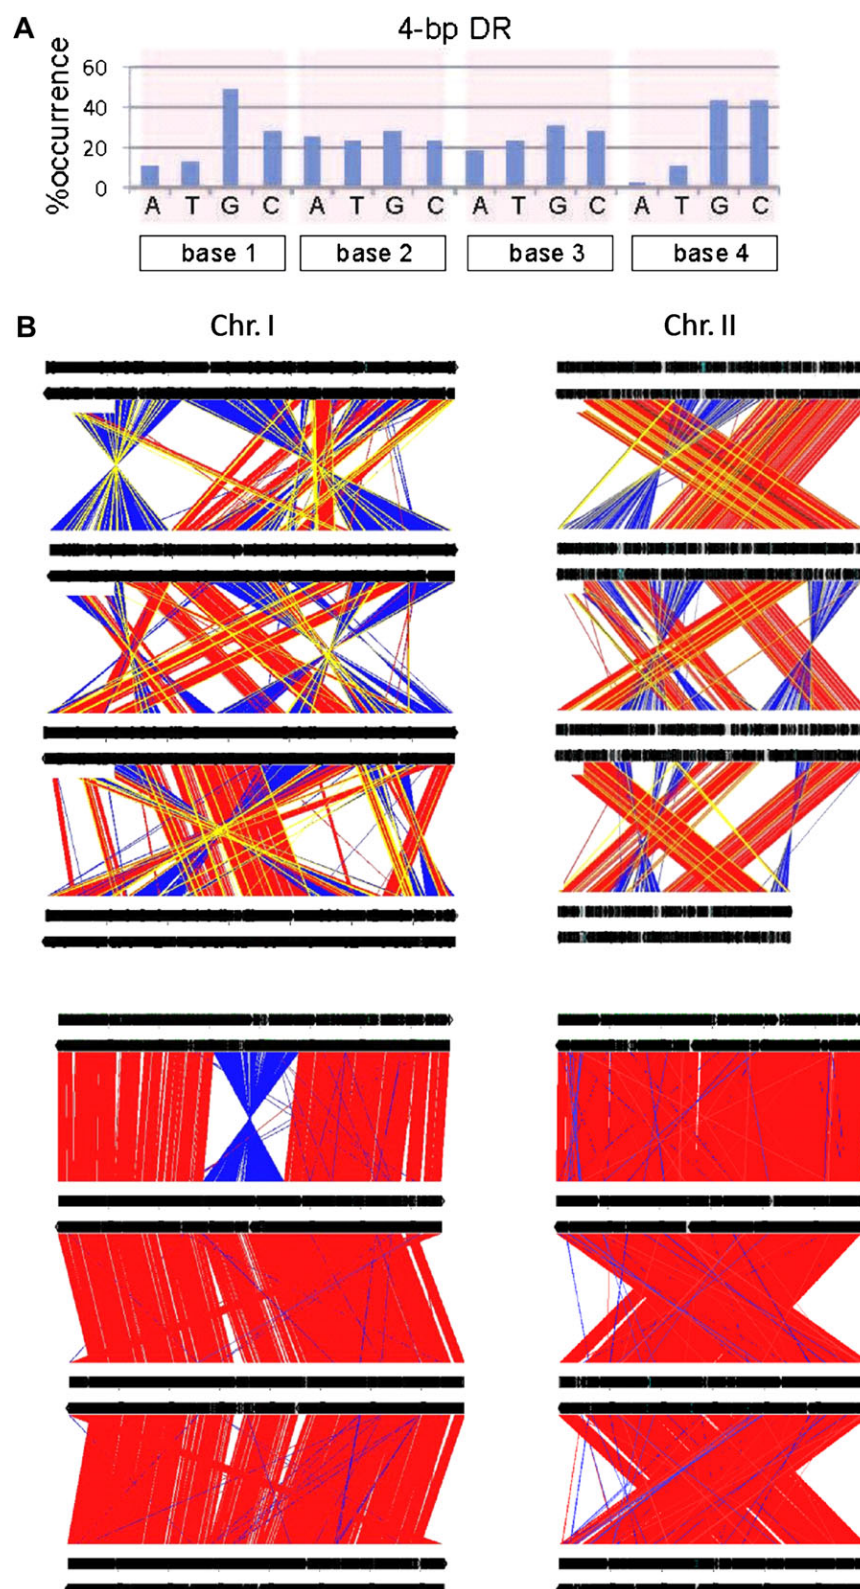 A
4-bp DR
%occurrence
60
40
20
0
A T G C A T G C A T G C A T G C
base 1 base 2 base 3 base 4
B
Chr. I Chr. II